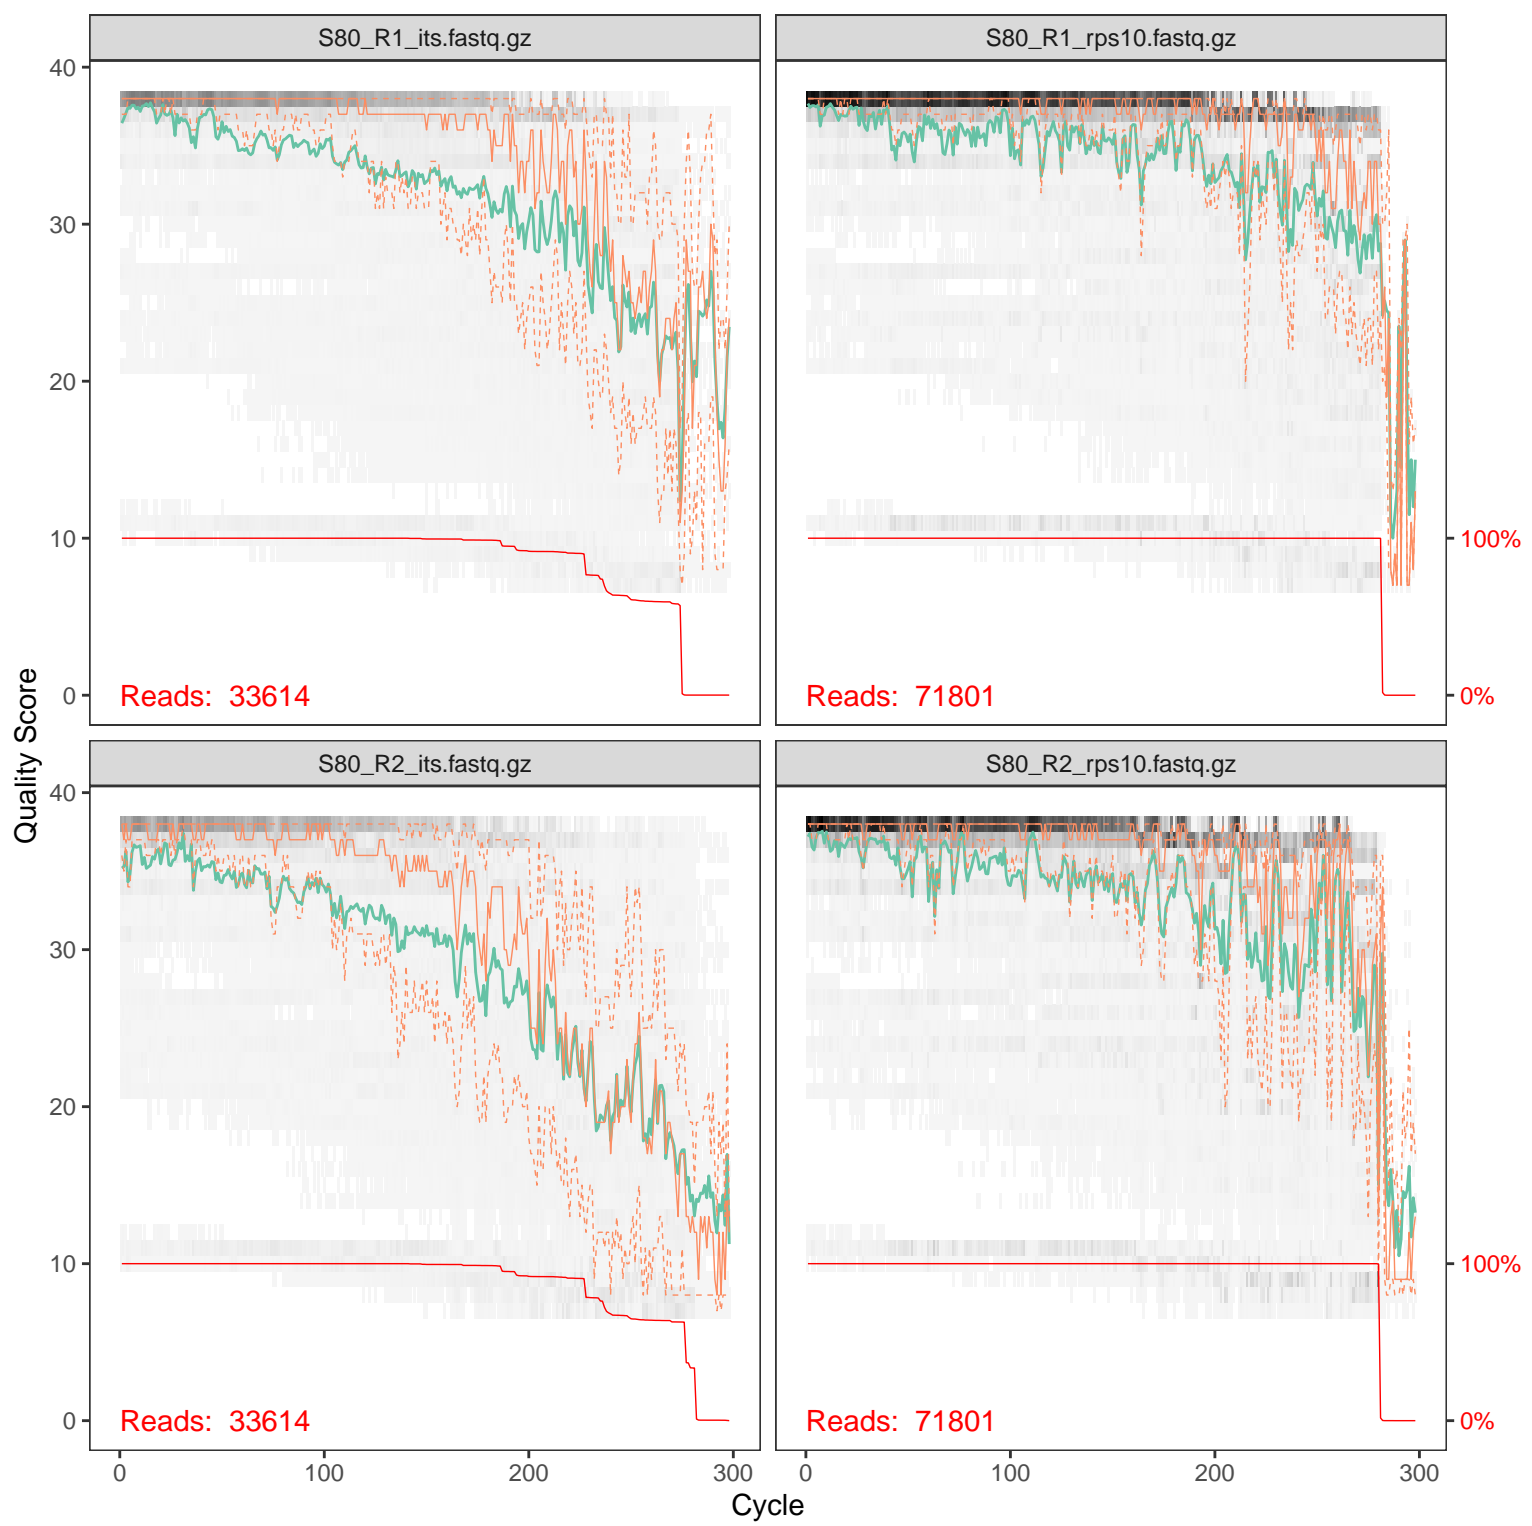 S80_R1_its.fastq.gz
S80_R1_rps10.fastq.gz
40
30
20
10
0
100%
0%
Reads: 33614
Reads: 71801
Quality Score
S80_R2_its.fastq.gz
S80_R2_rps10.fastq.gz
40
30
20
10
0
100%
0%
Reads: 33614
Reads: 71801
0 100 200 300
0 100 200 300
Cycle